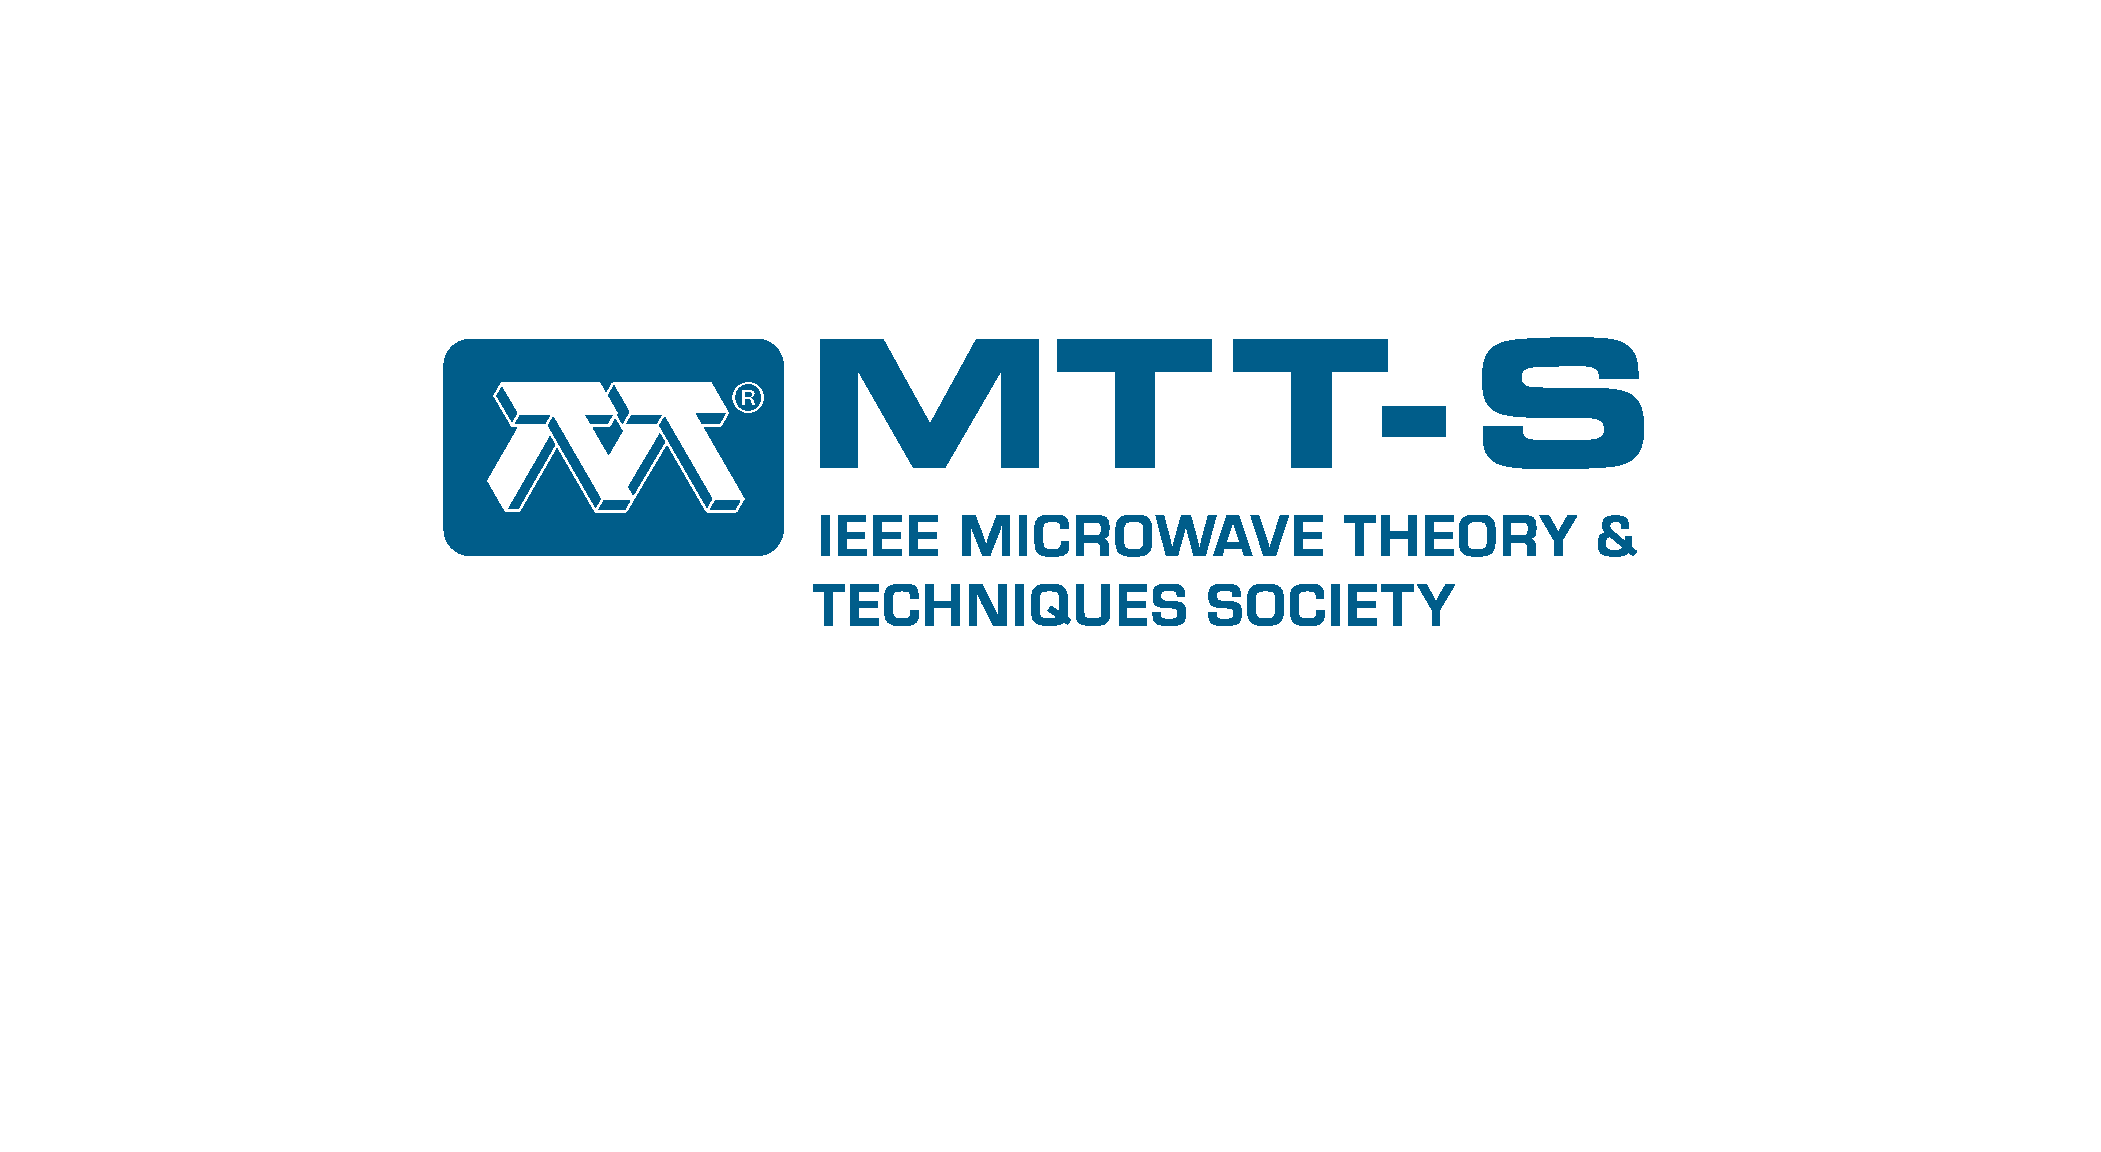 ®
MTT-S
IEEE MICROWAVE THEORY &
TECHNIQUES SOCIETY